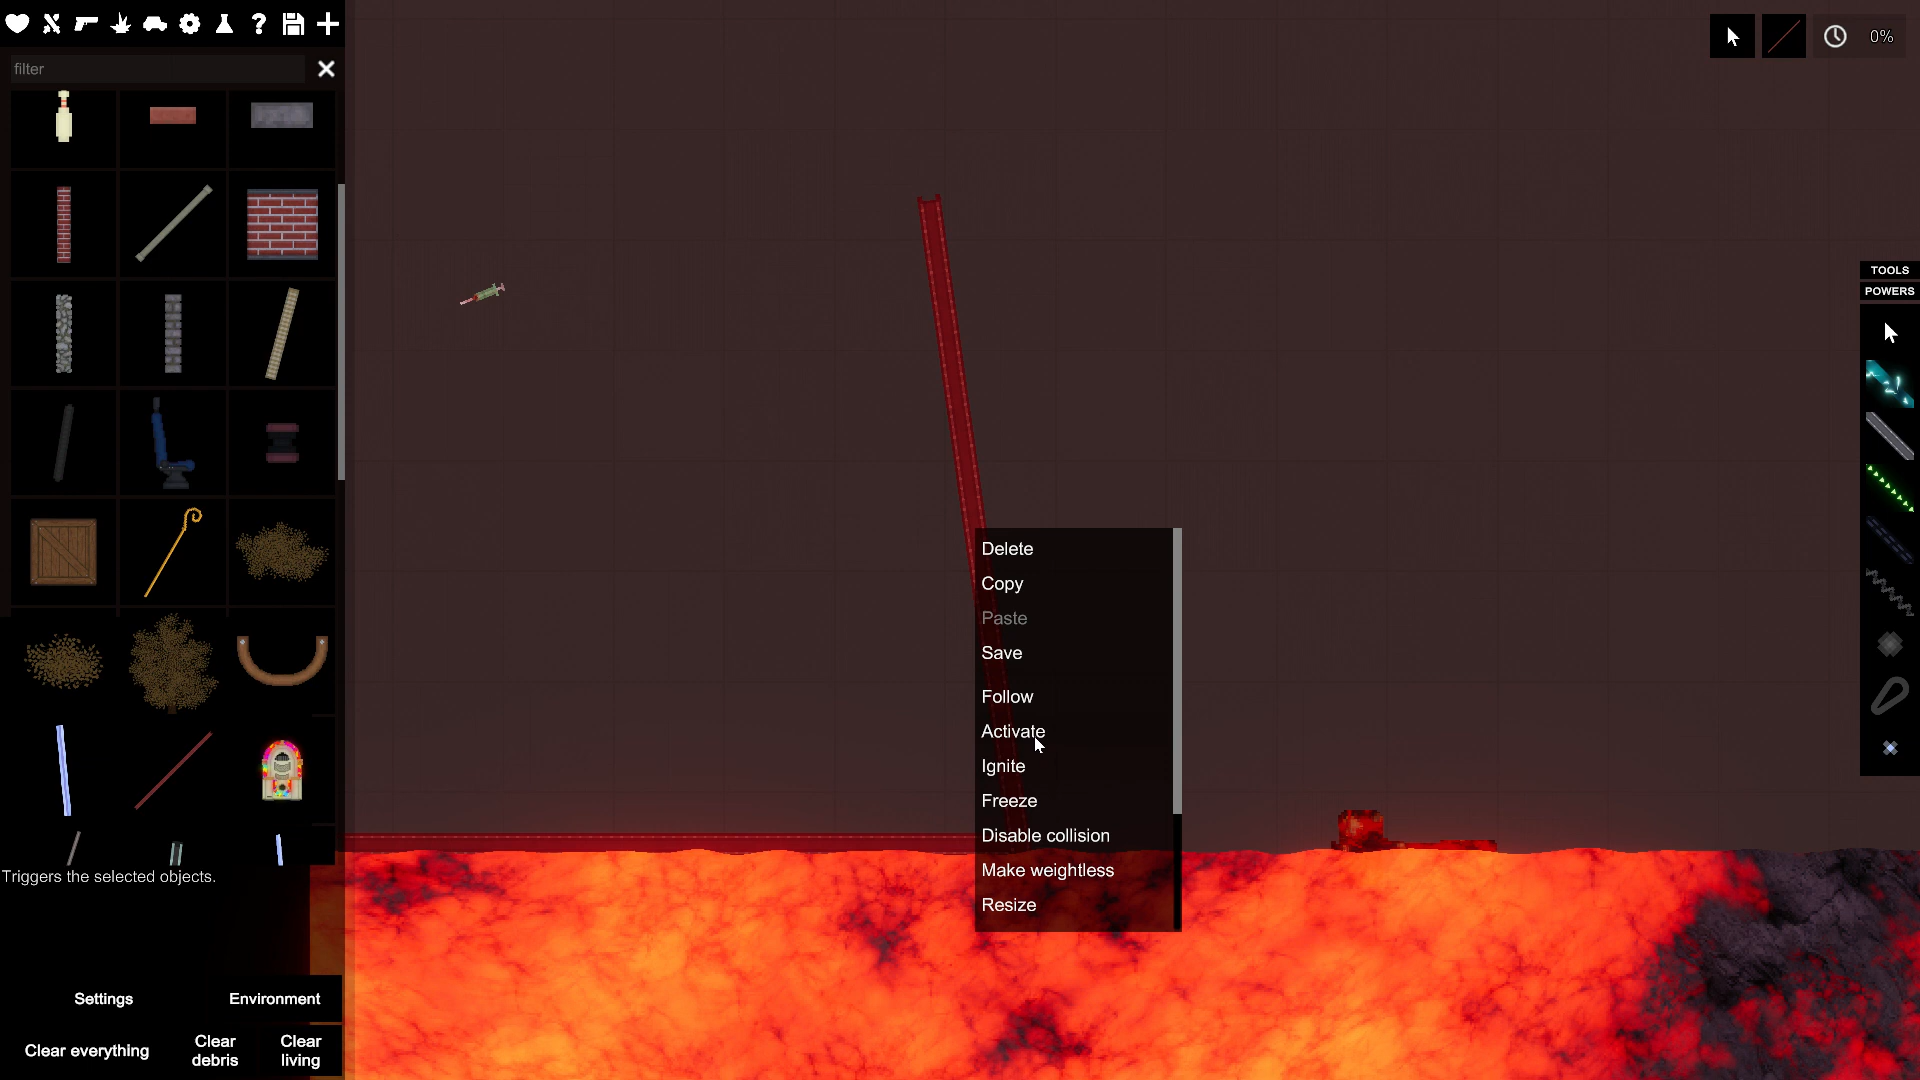 filter
0%
TOOLS
POWERS
Delete
Copy
Paste
Save
Follow
Activate
Ignite
Freeze
Disable collision
Make weightless
Resize
Triggers the selected objects.
Settings
Environment
Clear everything
Clear debris
Clear living